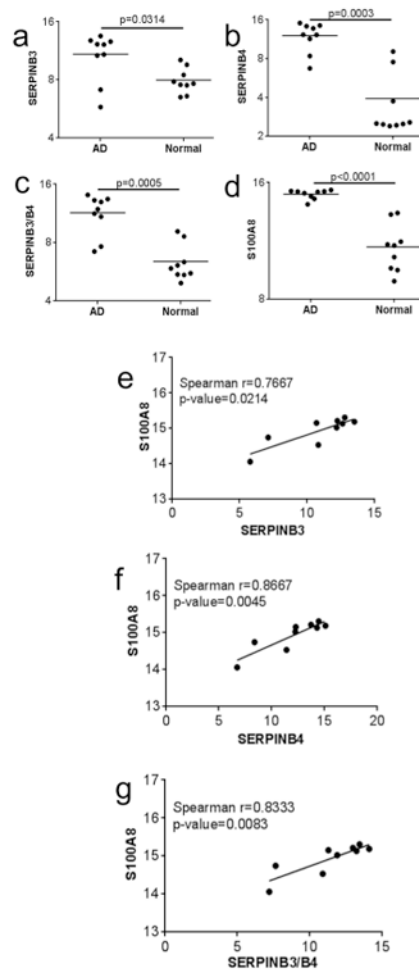 a
p=0.0314
16
8
4
SERPINB3
AD
Normal
b
p=0.0003
16
8
4
2
SERPINB4
AD
Normal
c
p=0.0005
16
8
4
SERPINB3/B4
AD
Normal
d
p<0.0001
16
8
S100A8
AD
Normal
e
Spearman r=0.7667
p-value=0.0214
17
16
15
14
13
S100A8
0
5
10
15
SERPINB3
f
Spearman r=0.8667
p-value=0.0045
17
16
15
14
13
S100A8
0
5
10
15
20
SERPINB4
g
Spearman r=0.8333
p-value=0.0083
17
16
15
14
13
S100A8
0
5
10
15
SERPINB3/B4